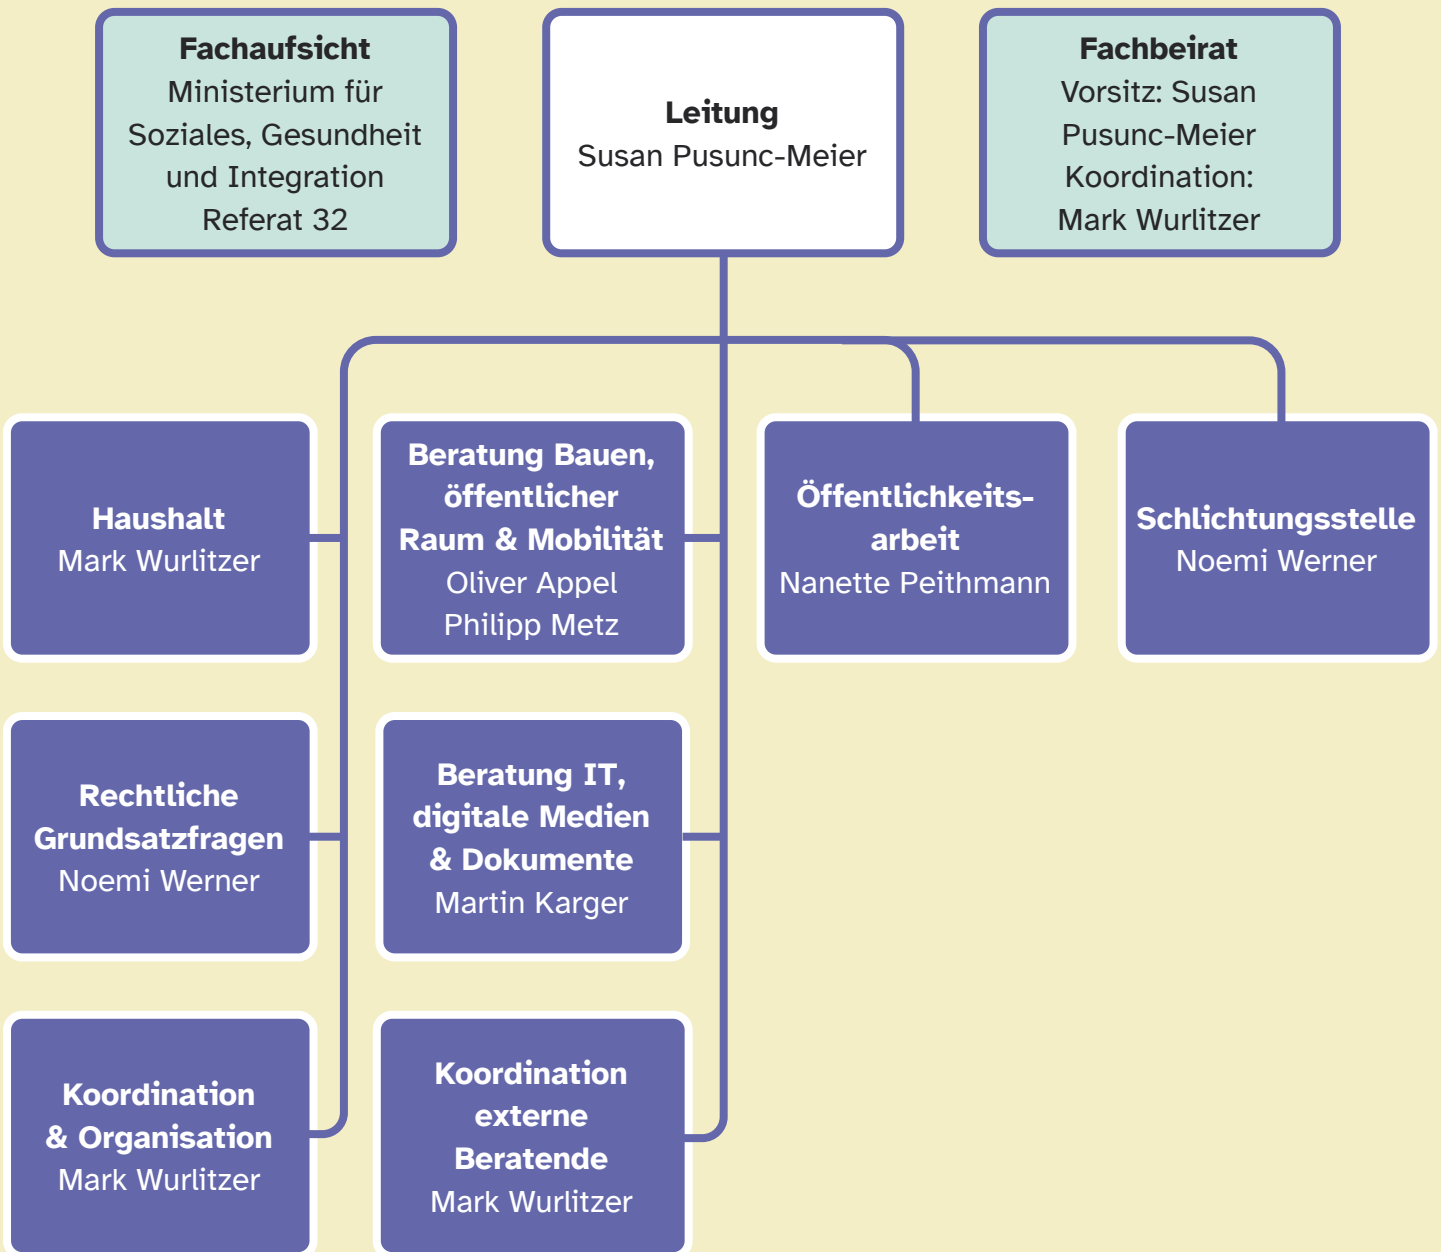 Fachaufsicht
Ministerium für
Soziales, Gesundheit
und Integration
Referat 32
Leitung
Susan Pusunc-Meier
Fachbeirat
Vorsitz: Susan
Pusunc-Meier
Koordination:
Mark Wurlitzer
Haushalt
Mark Wurlitzer
Beratung Bauen,
öffentlicher
Raum & Mobilität
Oliver Appel
Philipp Metz
Öffentlichkeits-
arbeit
Nanette Peithmann
Schlichtungsstelle
Noemi Werner
Rechtliche
Grundsatzfragen
Noemi Werner
Beratung IT,
digitale Medien
& Dokumente
Martin Karger
Koordination
& Organisation
Mark Wurlitzer
Koordination
externe
Beratende
Mark Wurlitzer